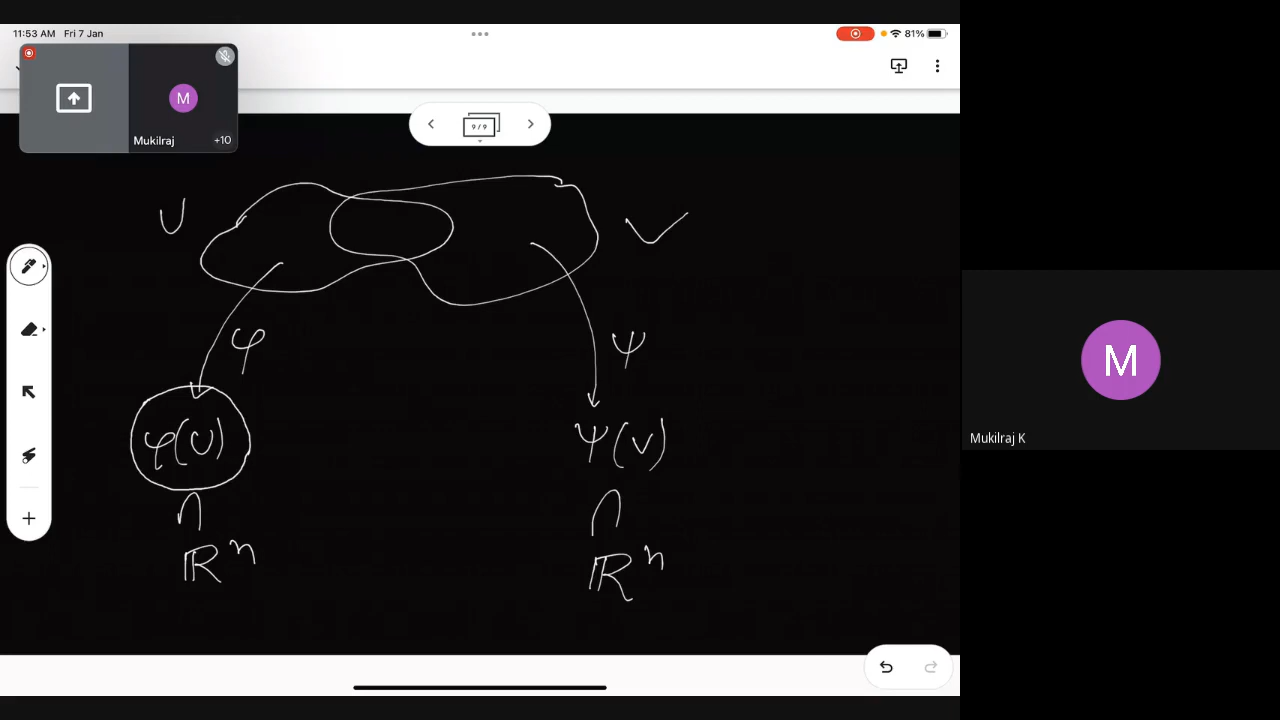 11:53 AM Fri 7 Jan
81%
M
Mukilraj
+10
9/9
U
V
φ
ψ
φ(U)
ψ(V)
∩
∩
ℝⁿ
ℝⁿ
M
Mukilraj K